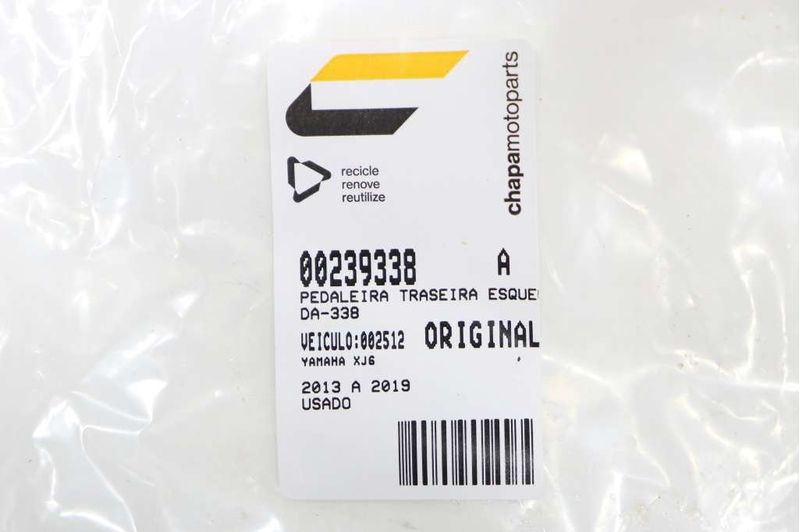 recicle
renove
reutilize
chapamotoparts
00239338 A
PEDALEIRA TRASEIRA ESQUE
DA-338
VEICULO:002512 ORIGINAL
YAMAHA XJ6
2013 A 2019
USADO